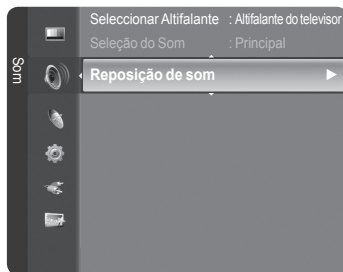 Som
Seleccionar Altifalante : Altifalante do televisor
Seleção do Som : Principal
Reposição de som